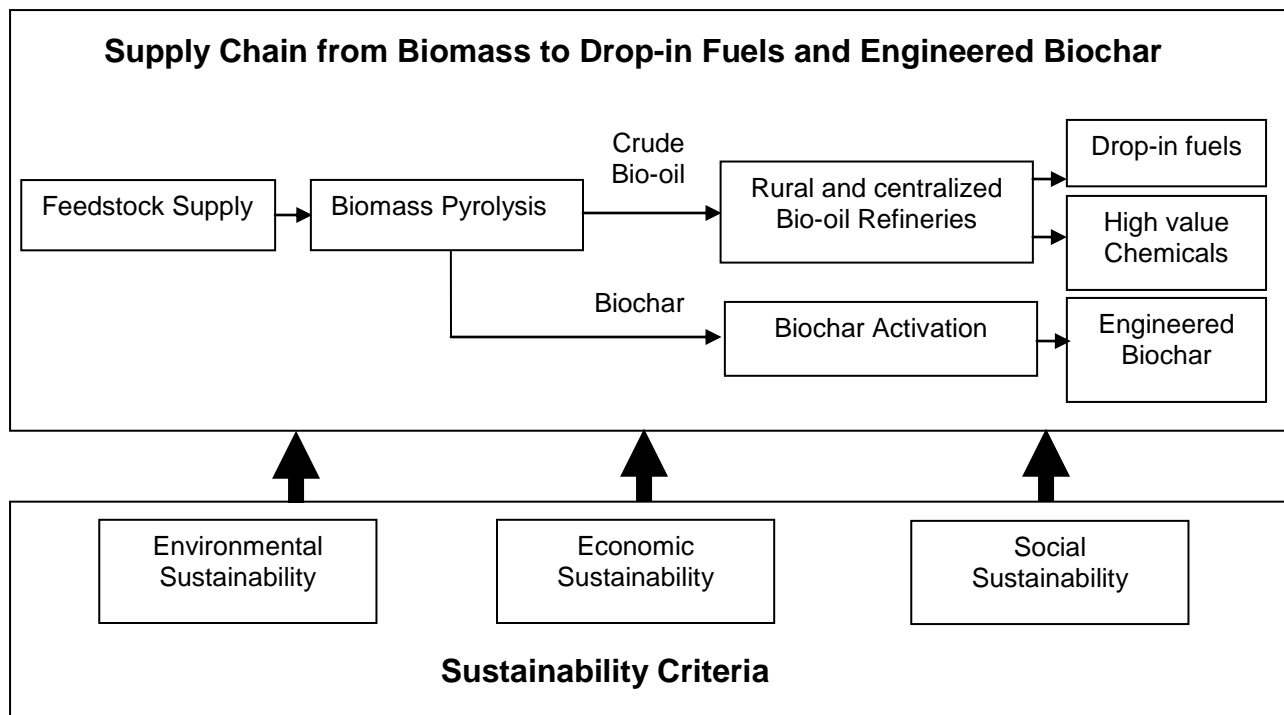 Supply Chain from Biomass to Drop-in Fuels and Engineered Biochar
Feedstock Supply
Biomass Pyrolysis
Crude
Bio-oil
Rural and centralized
Bio-oil Refineries
Drop-in fuels
High value
Chemicals
Biochar
Biochar Activation
Engineered
Biochar
Environmental
Sustainability
Economic
Sustainability
Social
Sustainability
Sustainability Criteria